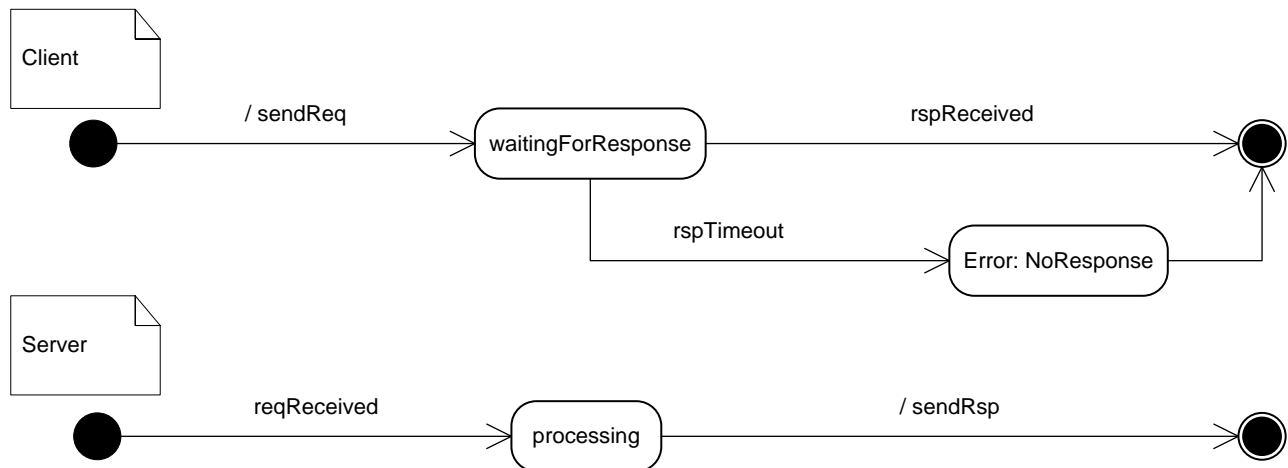 Client
/ sendReq
rspReceived
waitingForResponse
rspTimeout
Error: NoResponse
Server
reqReceived
/ sendRsp
processing